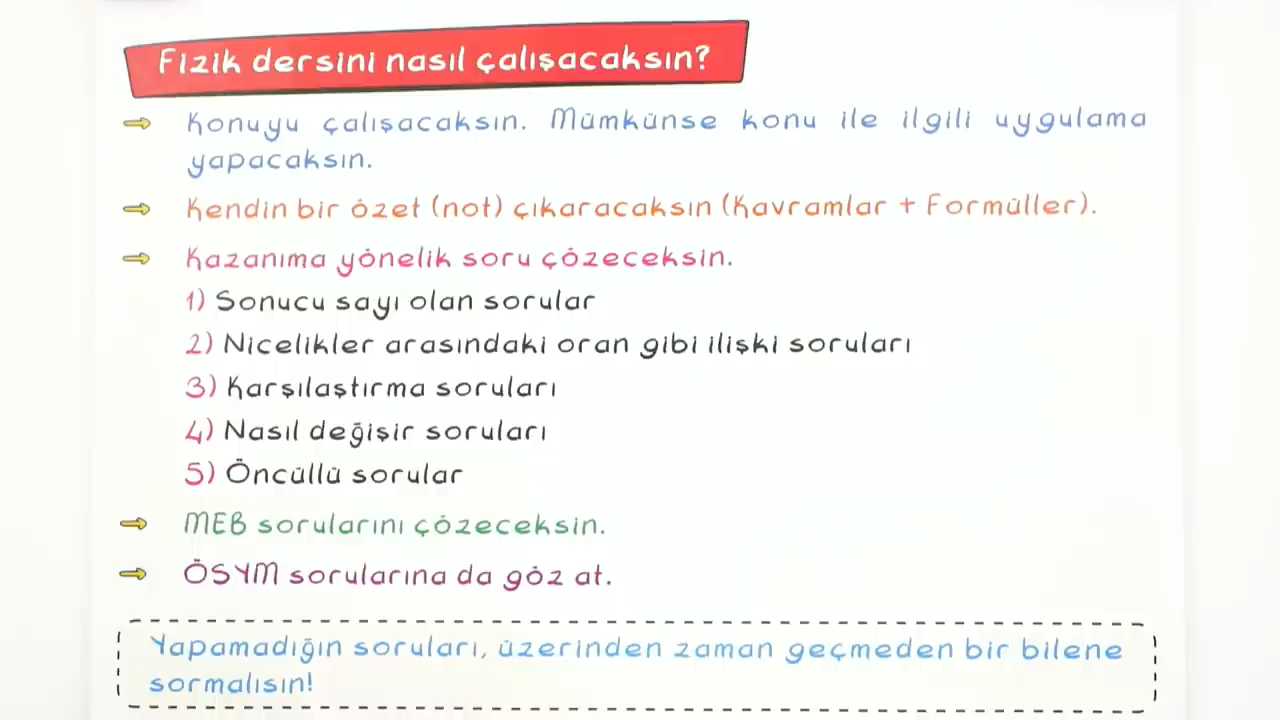 Fizik dersini nasıl çalışacaksın?
Konuyu çalışacaksın. Mümkünse konu ile ilgili uygulama
yapacaksın.
Kendin bir özet (not) çıkaracaksın (Kavramlar + Formüller).
Kazanıma yönelik soru çözeceksin.
1) Sonucu sayı olan sorular
2) Nicelikler arasındaki oran gibi ilişki soruları
3) Karşılaştırma soruları
4) Nasıl değişir soruları
5) Öncüllü sorular
MEB sorularını çözeceksin.
ÖSYM sorularına da göz at.
Yapamadığın soruları, üzerinden zaman geçmeden bir bilene
sormalısın!